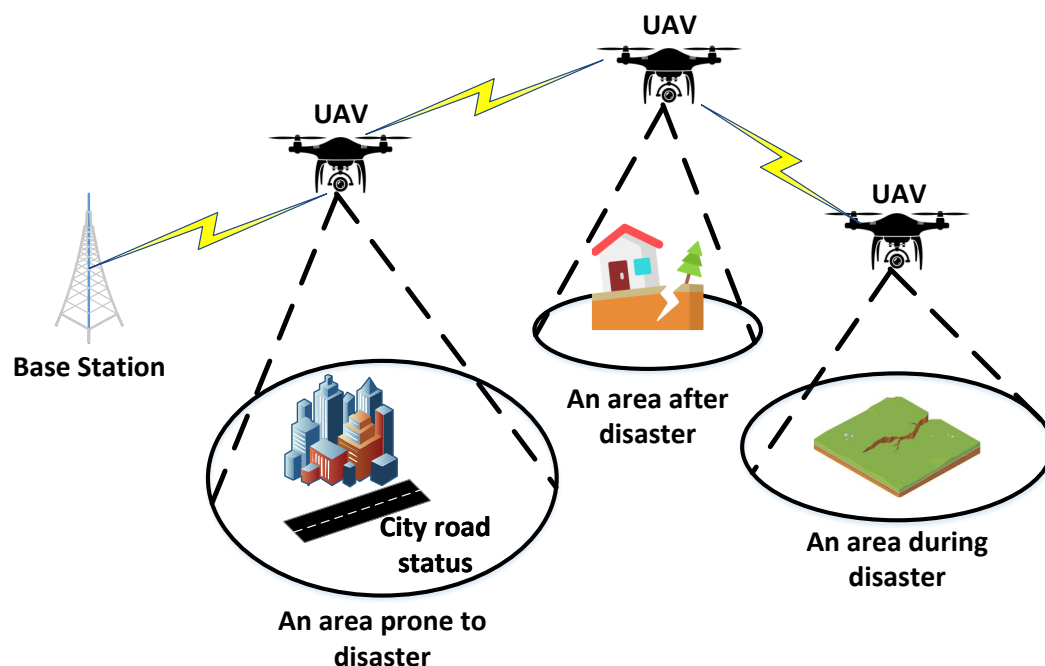 UAV
UAV
UAV
Base Station
An area after
disaster
City road
status
An area during
disaster
An area prone to
disaster